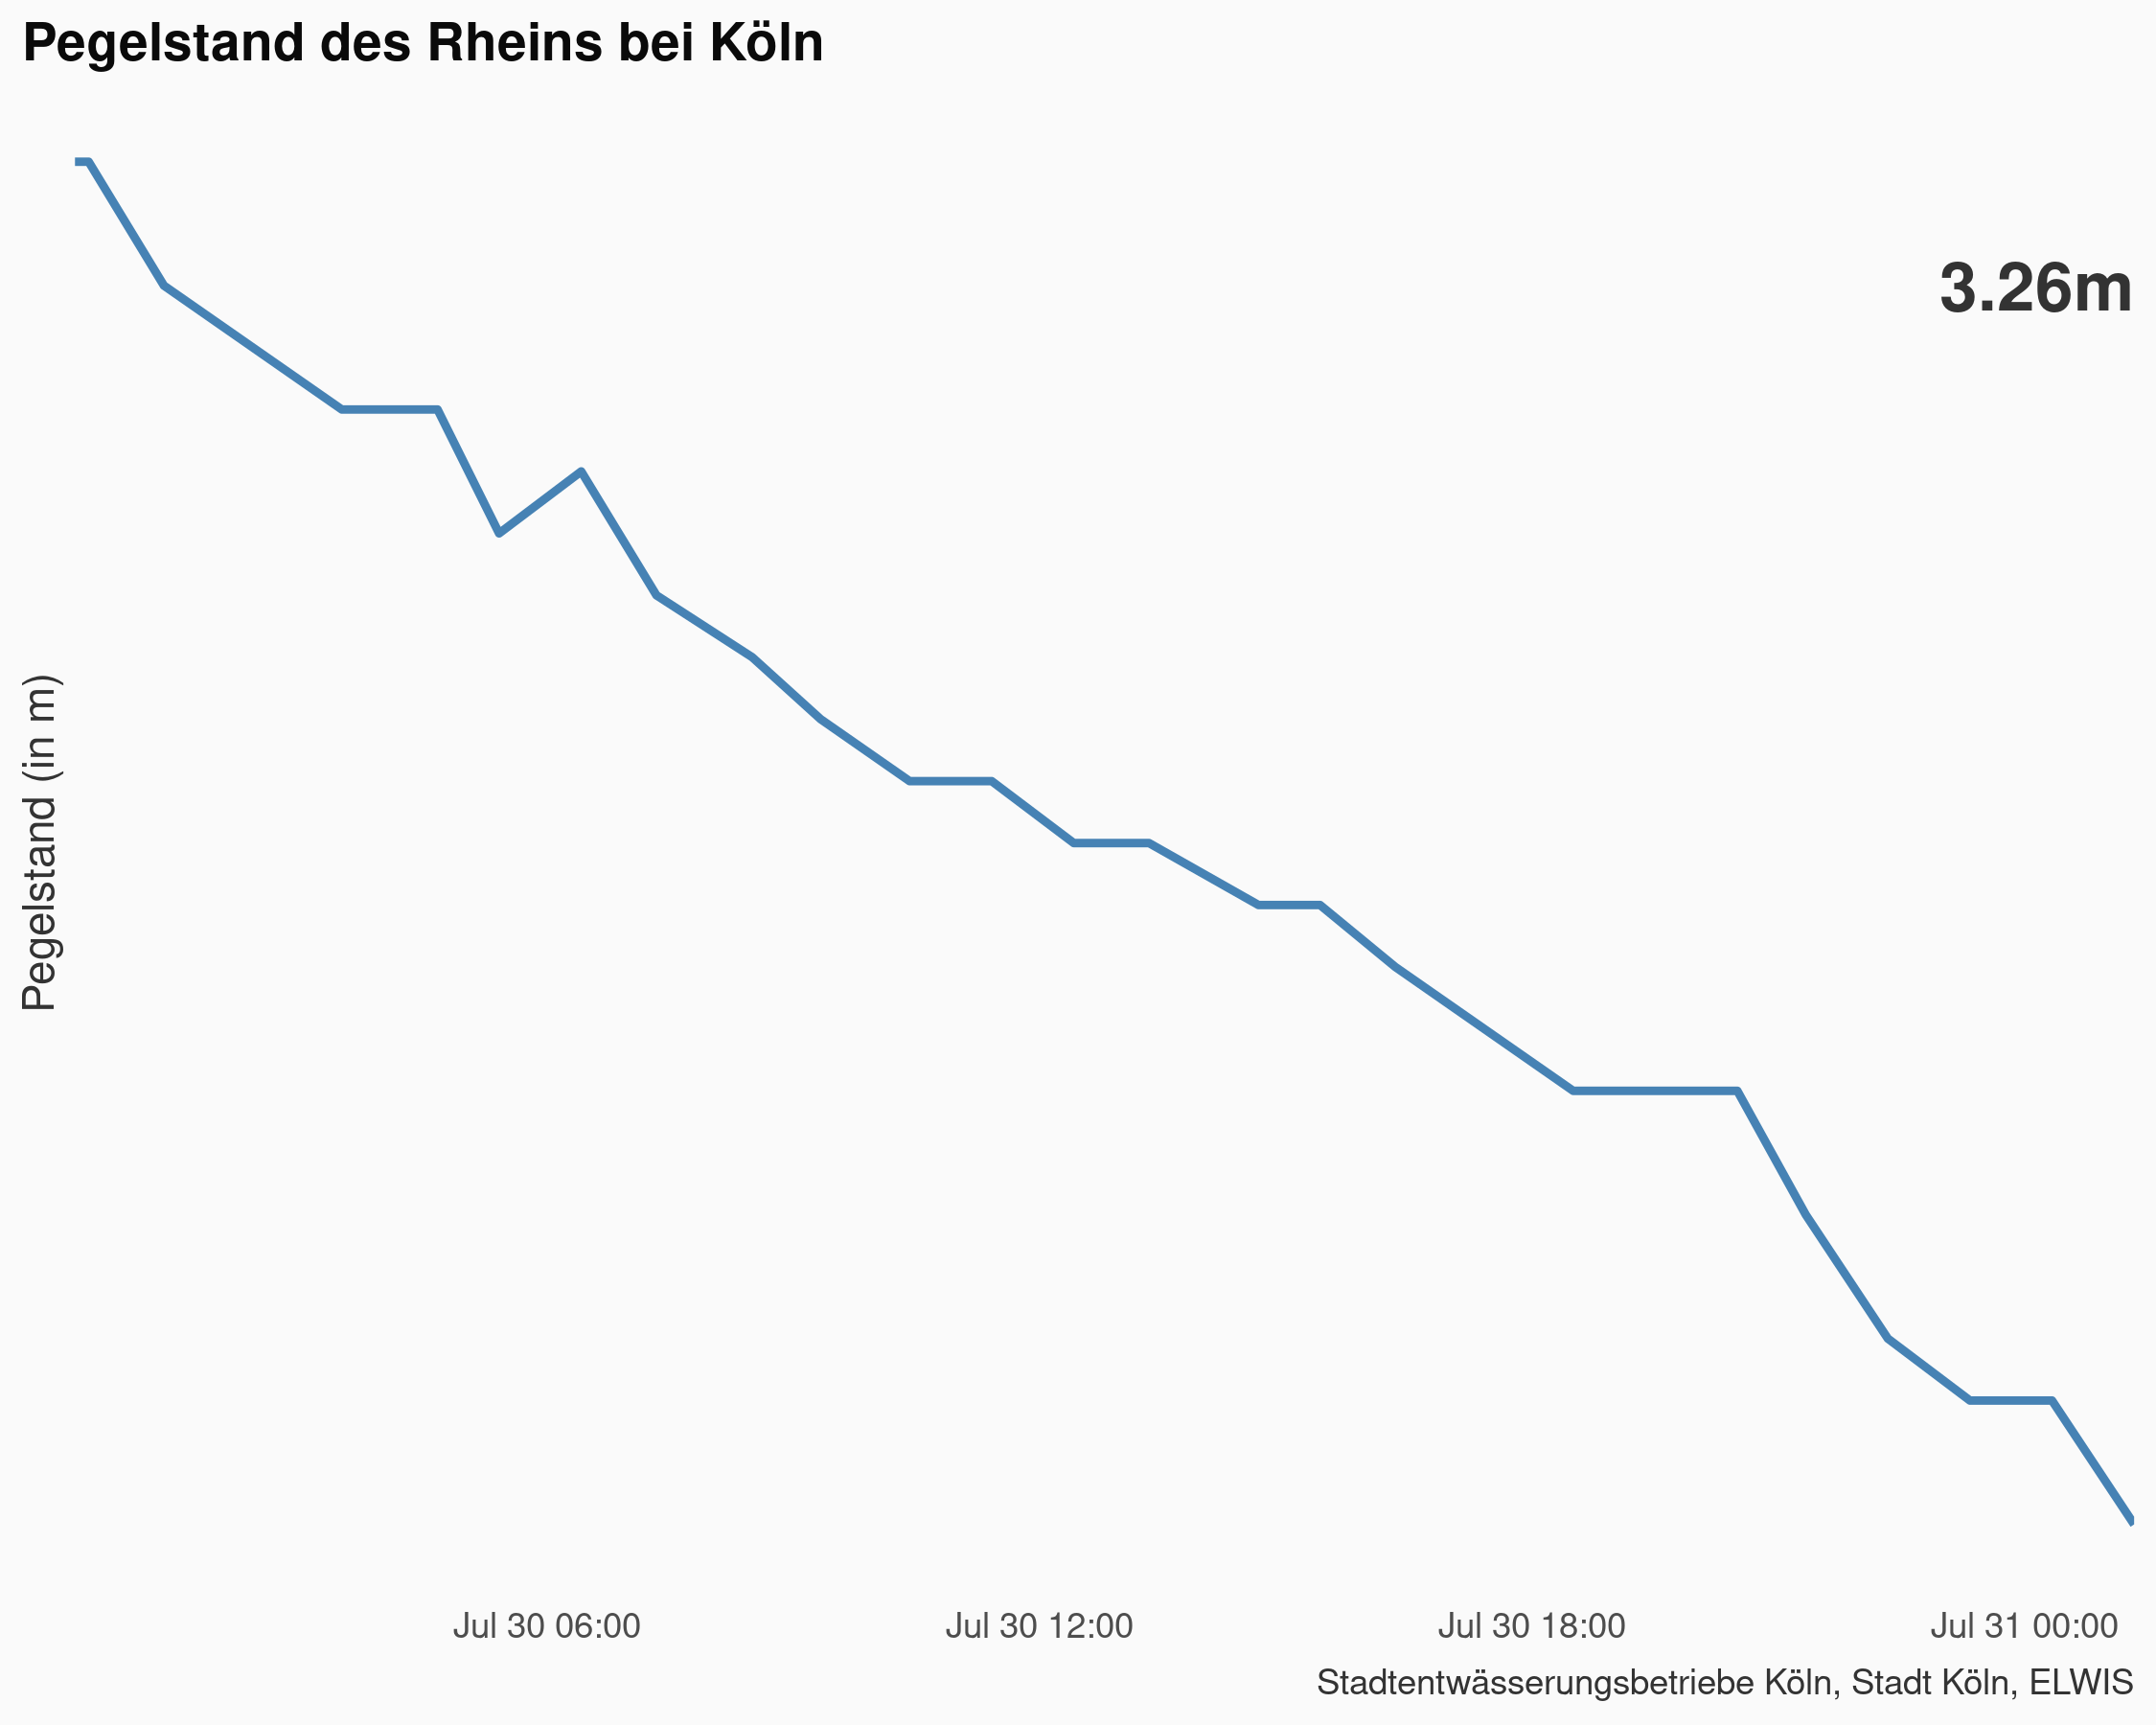 Pegelstand des Rheins bei Köln
3.26m
Pegelstand (in m)
Jul 30 06:00
Jul 30 12:00
Jul 30 18:00
Jul 31 00:00
Stadtentwässerungsbetriebe Köln, Stadt Köln, ELWIS